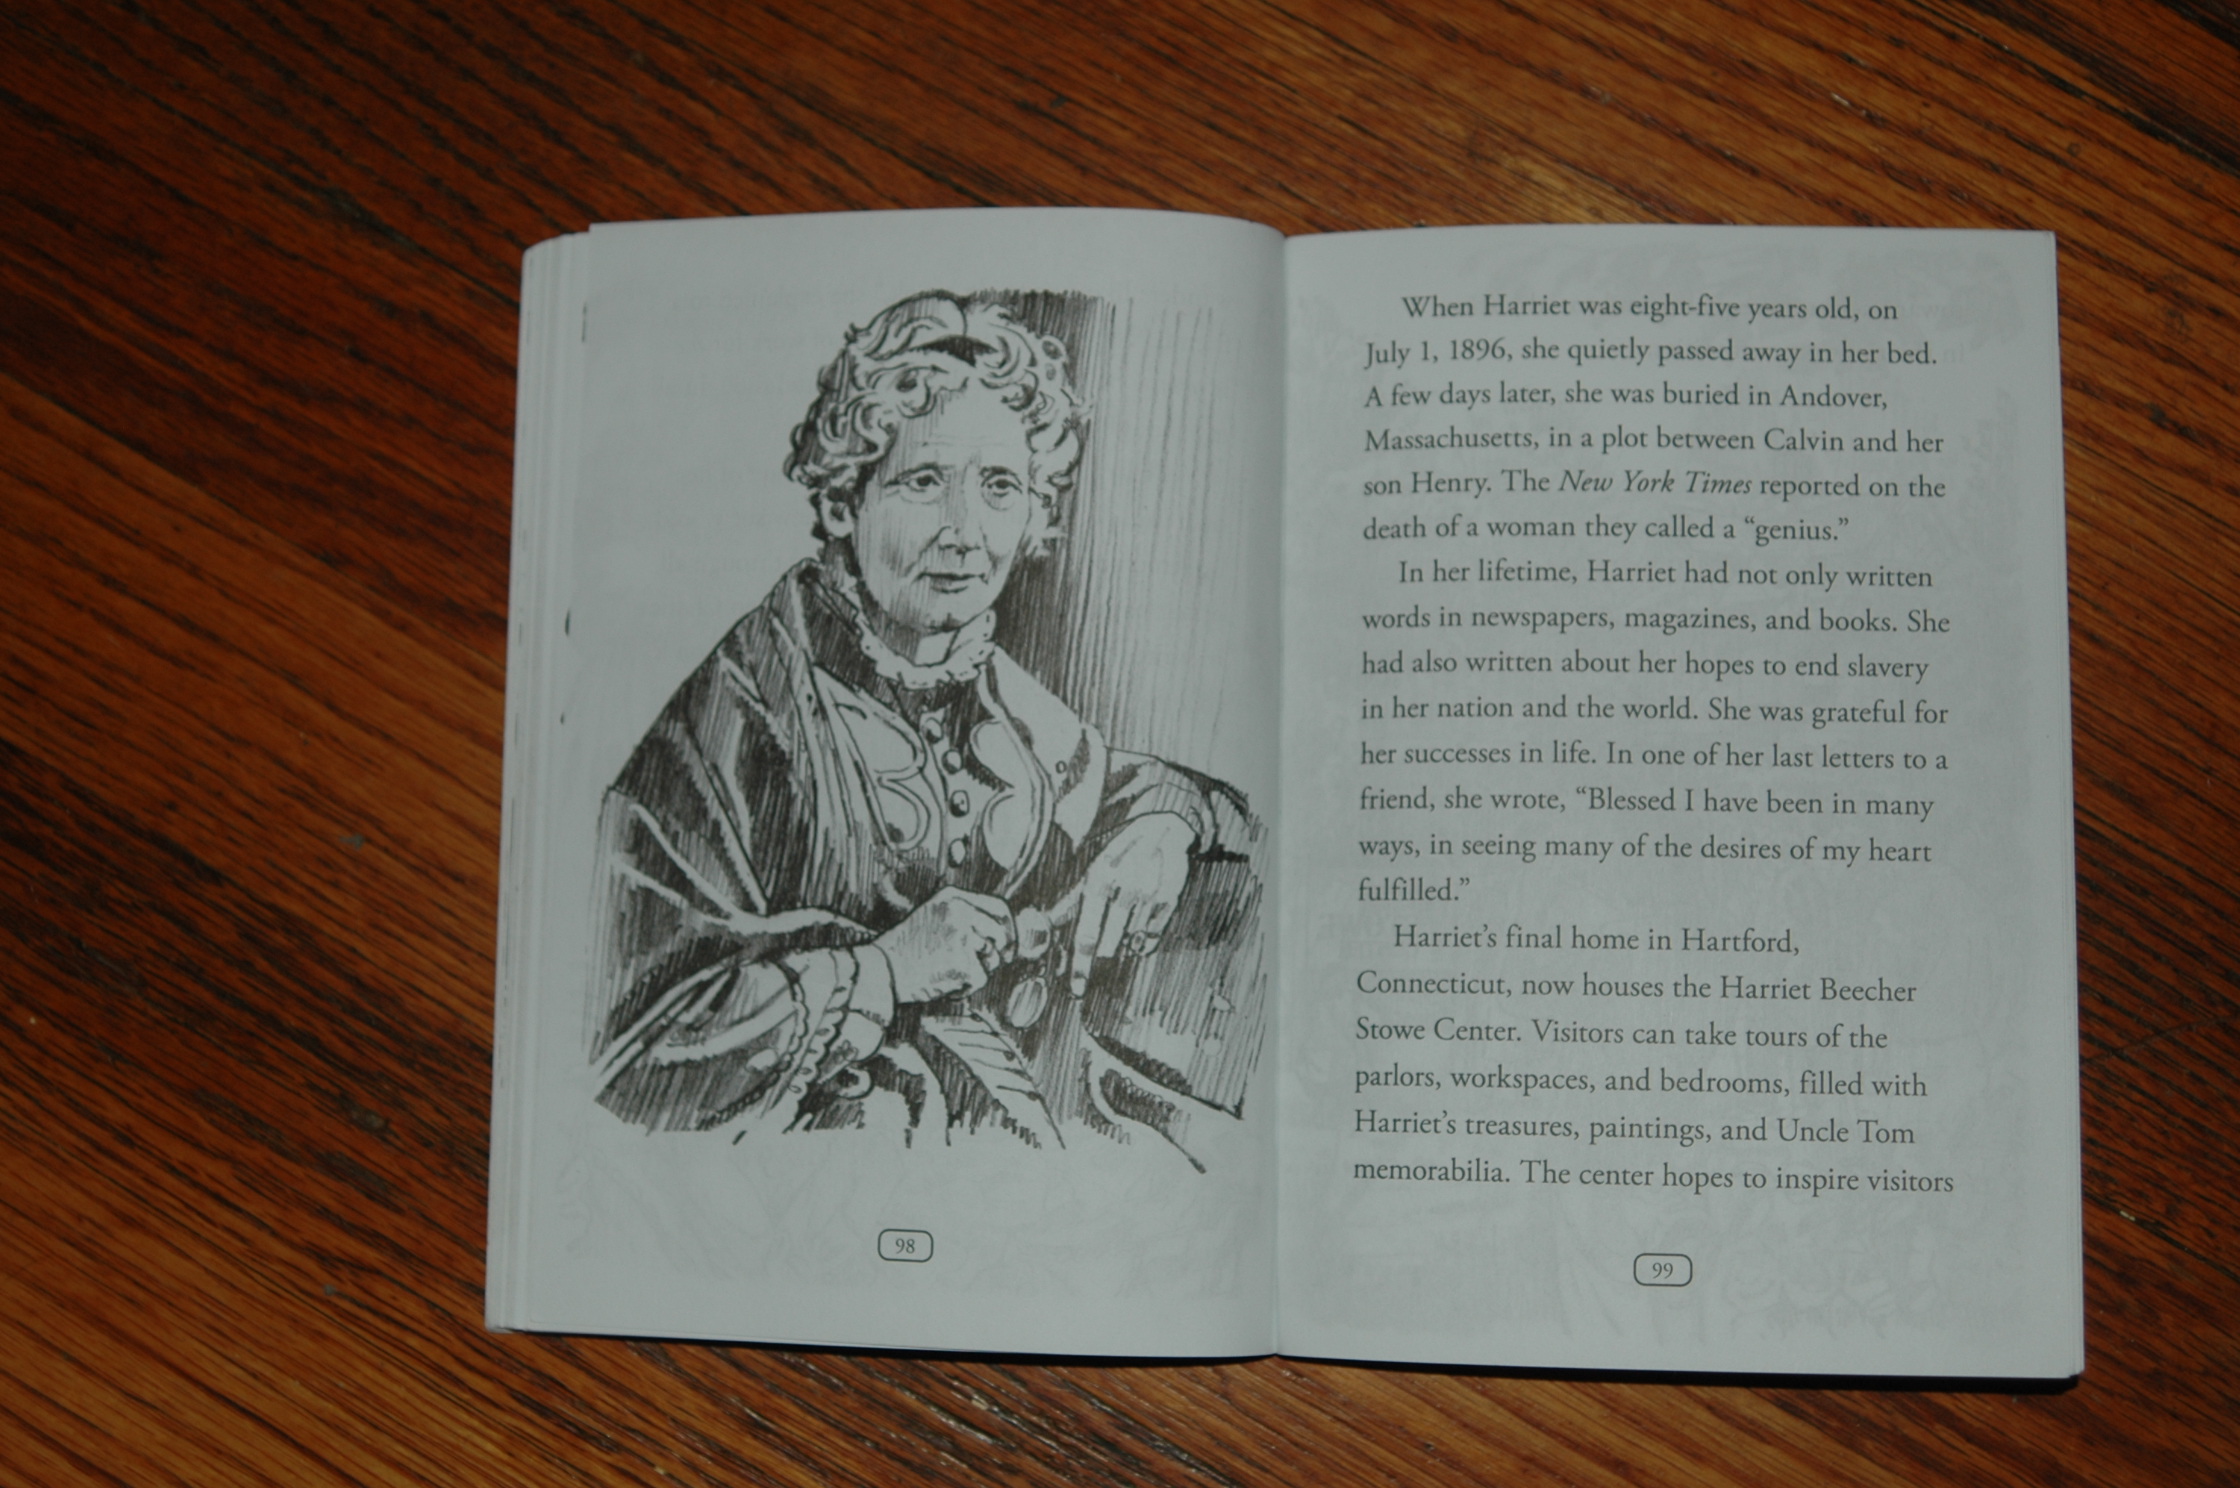 98
When Harriet was eight-five years old, on
July 1, 1896, she quietly passed away in her bed.
A few days later, she was buried in Andover,
Massachusetts, in a plot between Calvin and her
son Henry. The New York Times reported on the
death of a woman they called a “genius.”
In her lifetime, Harriet had not only written
words in newspapers, magazines, and books. She
had also written about her hopes to end slavery
in her nation and the world. She was grateful for
her successes in life. In one of her last letters to a
friend, she wrote, “Blessed I have been in many
ways, in seeing many of the desires of my heart
fulfilled.”
Harriet’s final home in Hartford,
Connecticut, now houses the Harriet Beecher
Stowe Center. Visitors can take tours of the
parlors, workspaces, and bedrooms, filled with
Harriet’s treasures, paintings, and Uncle Tom
memorabilia. The center hopes to inspire visitors
99